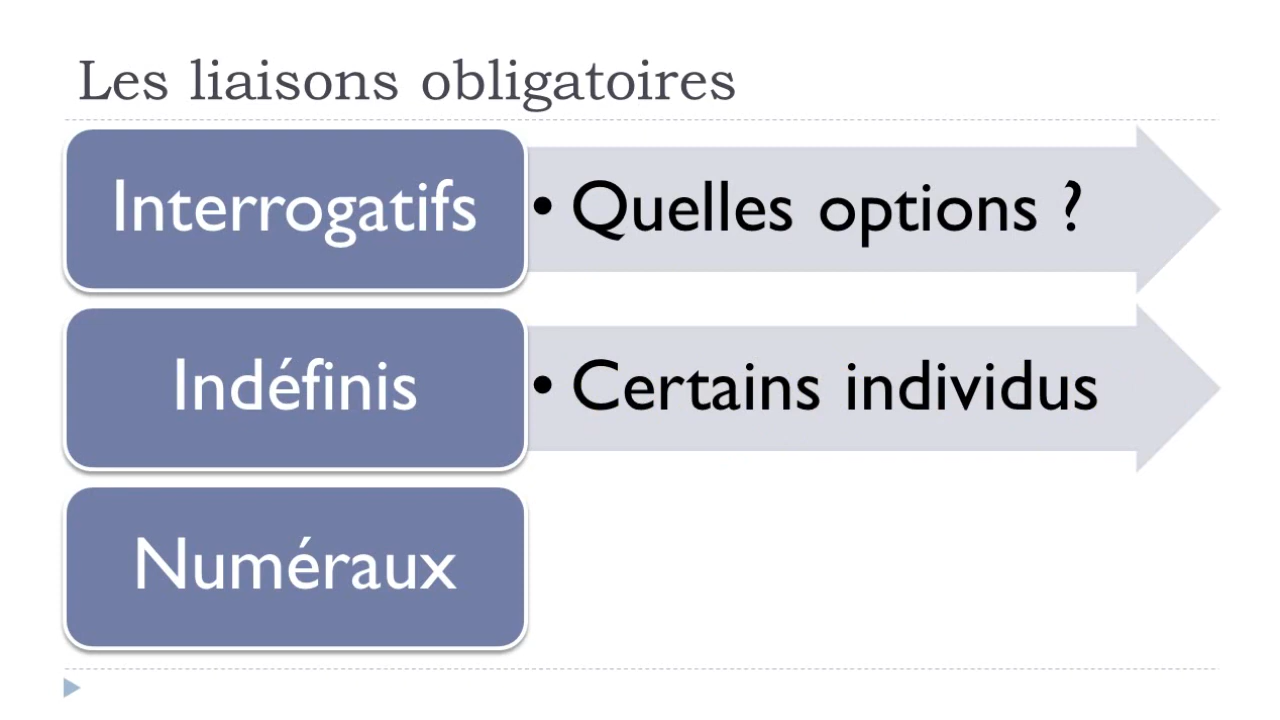 Les liaisons obligatoires
Interrogatifs
• Quelles options ?
Indéfinis
• Certains individus
Numéraux